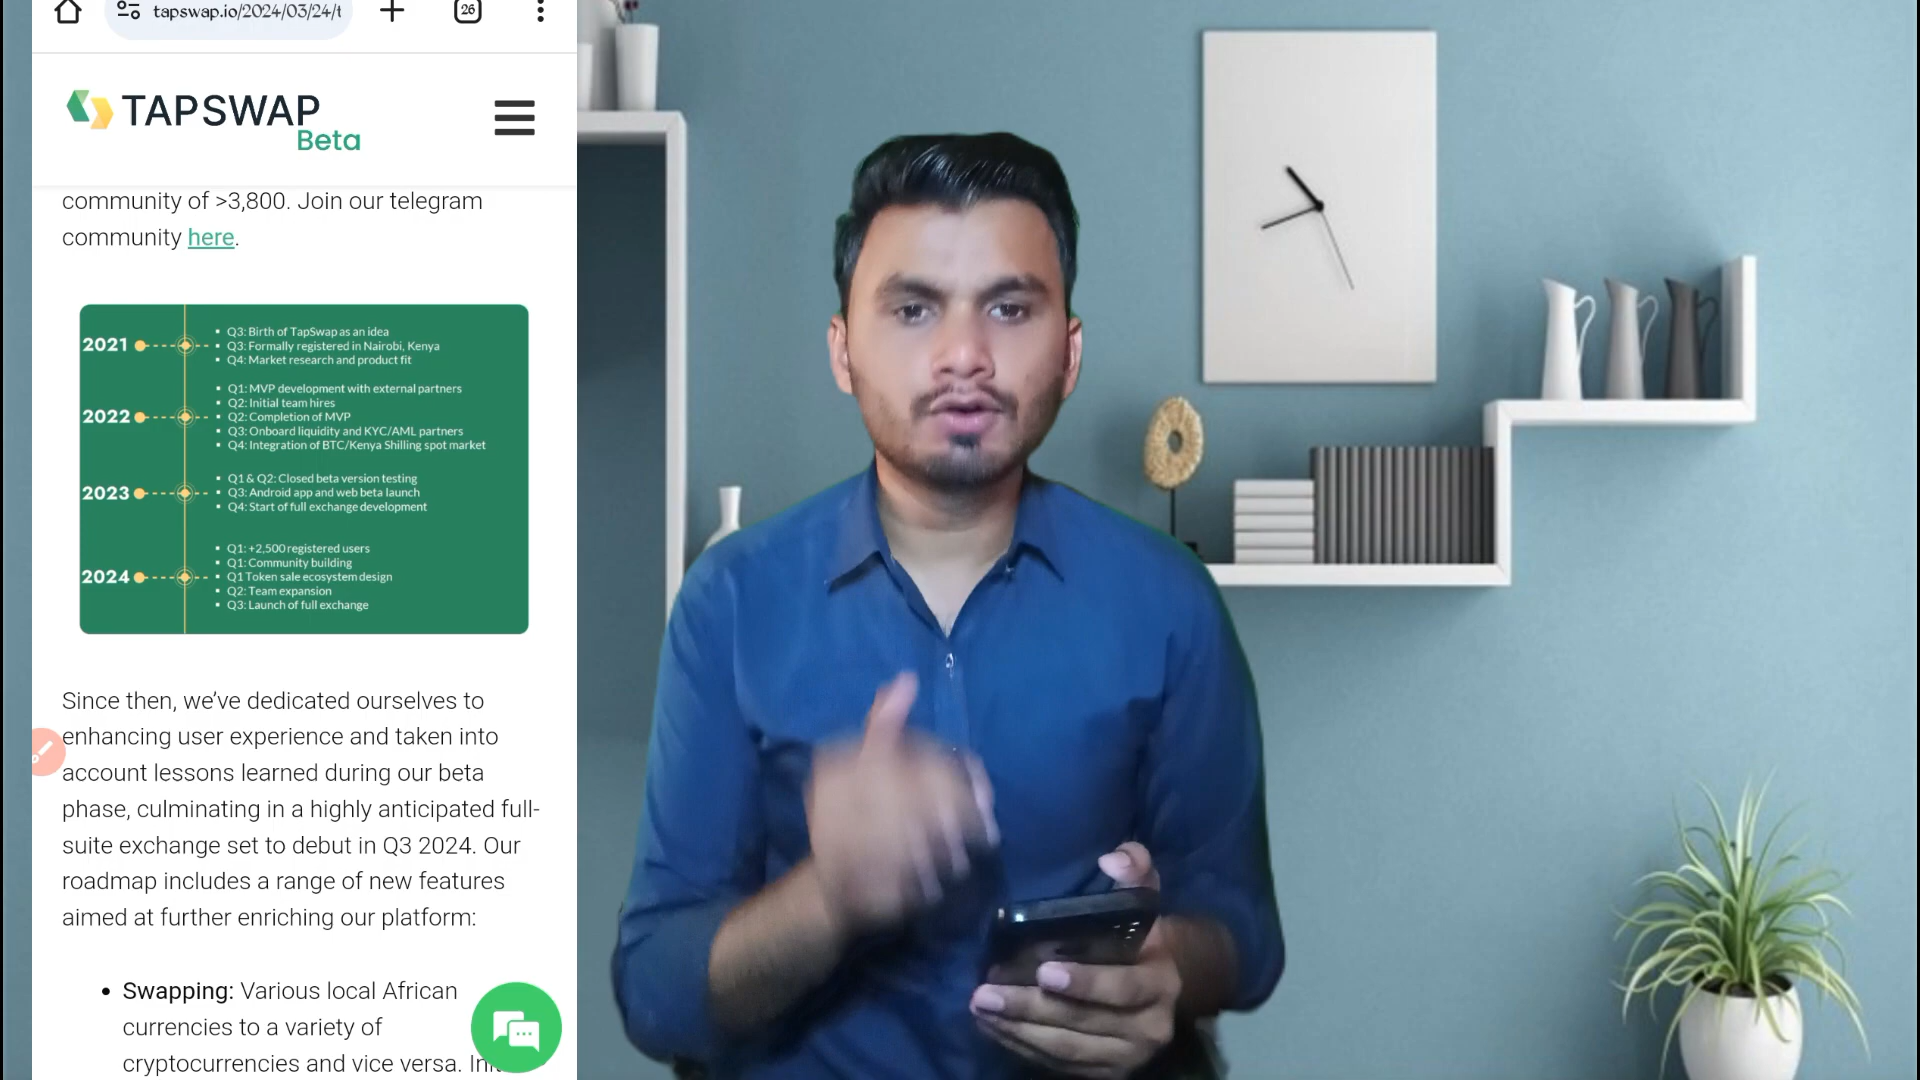 tapswap.io/2024/03/24/t
26
TAPSWAP
Beta
community of >3,800. Join our telegram
community here.
2021
▪ Q3: Birth of TapSwap as an idea
▪ Q3: Formally registered in Nairobi, Kenya
▪ Q4: Market research and product fit
2022
▪ Q1: MVP development with external partners
▪ Q2: Initial team hires
▪ Q2: Completion of MVP
▪ Q3: Onboard liquidity and KYC/AML partners
▪ Q4: Integration of BTC/Kenya Shilling spot market
2023
▪ Q1 & Q2: Closed beta version testing
▪ Q3: Android app and web beta launch
▪ Q4: Start of full exchange development
2024
▪ Q1: +2,500 registered users
▪ Q1: Community building
▪ Q1 Token sale ecosystem design
▪ Q2: Team expansion
▪ Q3: Launch of full exchange
Since then, we’ve dedicated ourselves to
enhancing user experience and taken into
account lessons learned during our beta
phase, culminating in a highly anticipated full-
suite exchange set to debut in Q3 2024. Our
roadmap includes a range of new features
aimed at further enriching our platform:
• Swapping: Various local African
currencies to a variety of
cryptocurrencies and vice versa.